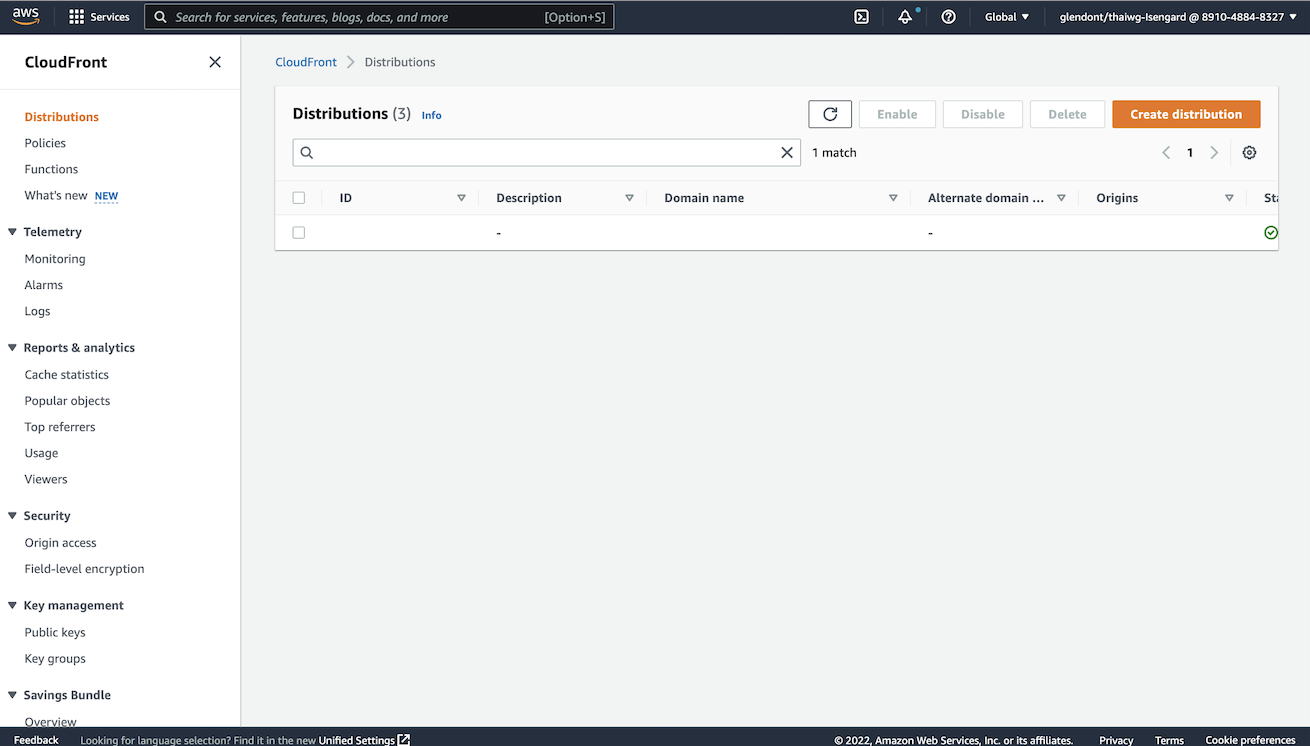 aws
Services
Search for services, features, blogs, docs, and more
[Option+S]
Global
glendont/thaiwg-Isengard @ 8910-4884-8327
CloudFront
Distributions
Policies
Functions
What's new NEW
Telemetry
Monitoring
Alarms
Logs
Reports & analytics
Cache statistics
Popular objects
Top referrers
Usage
Viewers
Security
Origin access
Field-level encryption
Key management
Public keys
Key groups
Savings Bundle
Overview
CloudFront > Distributions
Distributions (3) Info
Enable
Disable
Delete
Create distribution
1 match
1
ID
Description
Domain name
Alternate domain ...
Origins
Sta
-
-
Feedback
Looking for language selection? Find it in the new Unified Settings
© 2022, Amazon Web Services, Inc. or its affiliates.
Privacy
Terms
Cookie preferences